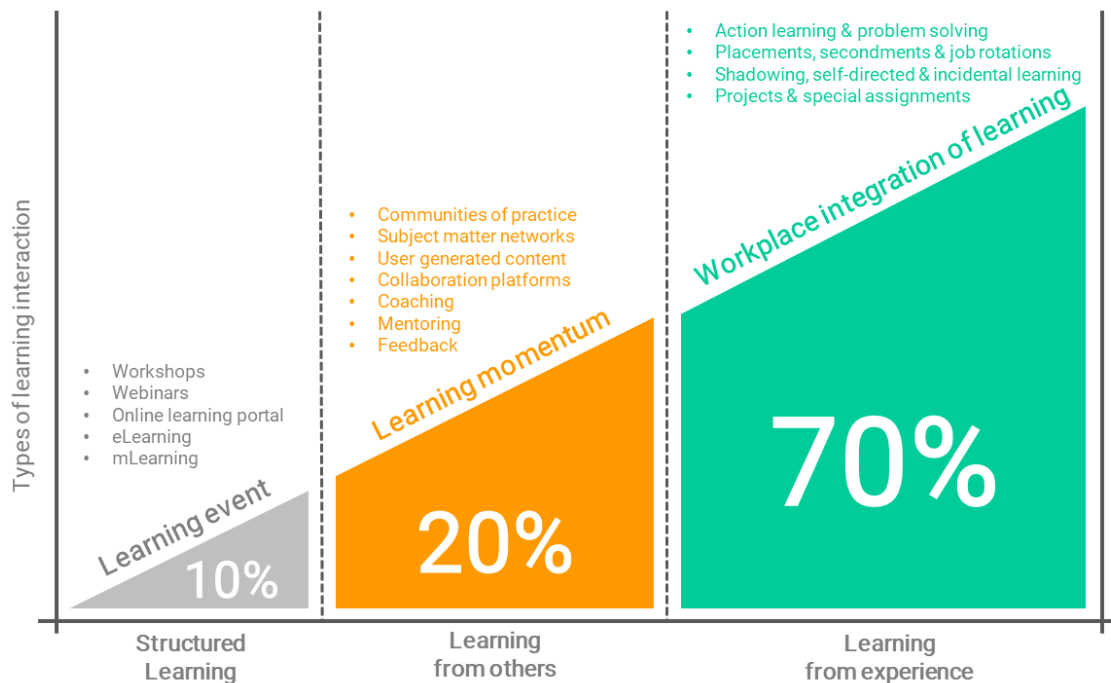 Types of learning interaction
• Workshops
• Webinars
• Online learning portal
• eLearning
• mLearning
Learning event
10%
Structured
Learning
• Communities of practice
• Subject matter networks
• User generated content
• Collaboration platforms
• Coaching
• Mentoring
• Feedback
Learning momentum
20%
Learning
from others
• Action learning & problem solving
• Placements, secondments & job rotations
• Shadowing, self-directed & incidental learning
• Projects & special assignments
Workplace integration of learning
70%
Learning
from experience